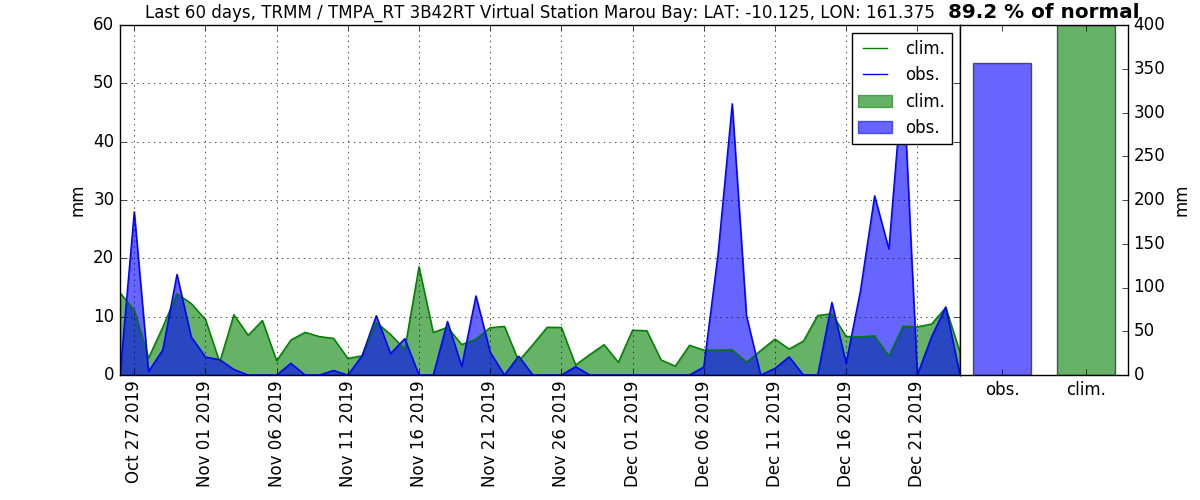 Last 60 days, TRMM / TMPA_RT 3B42RT Virtual Station Marou Bay: LAT: -10.125, LON: 161.375 89.2 % of normal
60
50
40
30
20
10
0
mm
clim.
obs.
clim.
obs.
400
350
300
250
200
150
100
50
0
mm
obs.
clim.
Oct 27 2019
Nov 01 2019
Nov 06 2019
Nov 11 2019
Nov 16 2019
Nov 21 2019
Nov 26 2019
Dec 01 2019
Dec 06 2019
Dec 11 2019
Dec 16 2019
Dec 21 2019